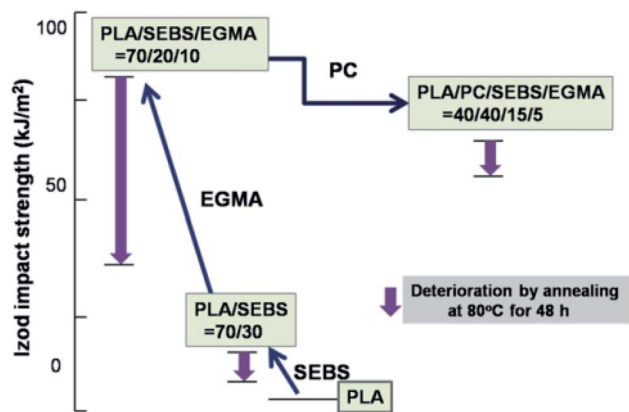 100
PLA/SEBS/EGMA
=70/20/10
PC
PLA/PC/SEBS/EGMA
=40/40/15/5
Izod impact strength (kJ/m²)
50
EGMA
PLA/SEBS
=70/30
Deterioration by annealing
at 80ºC for 48 h
0
SEBS
PLA